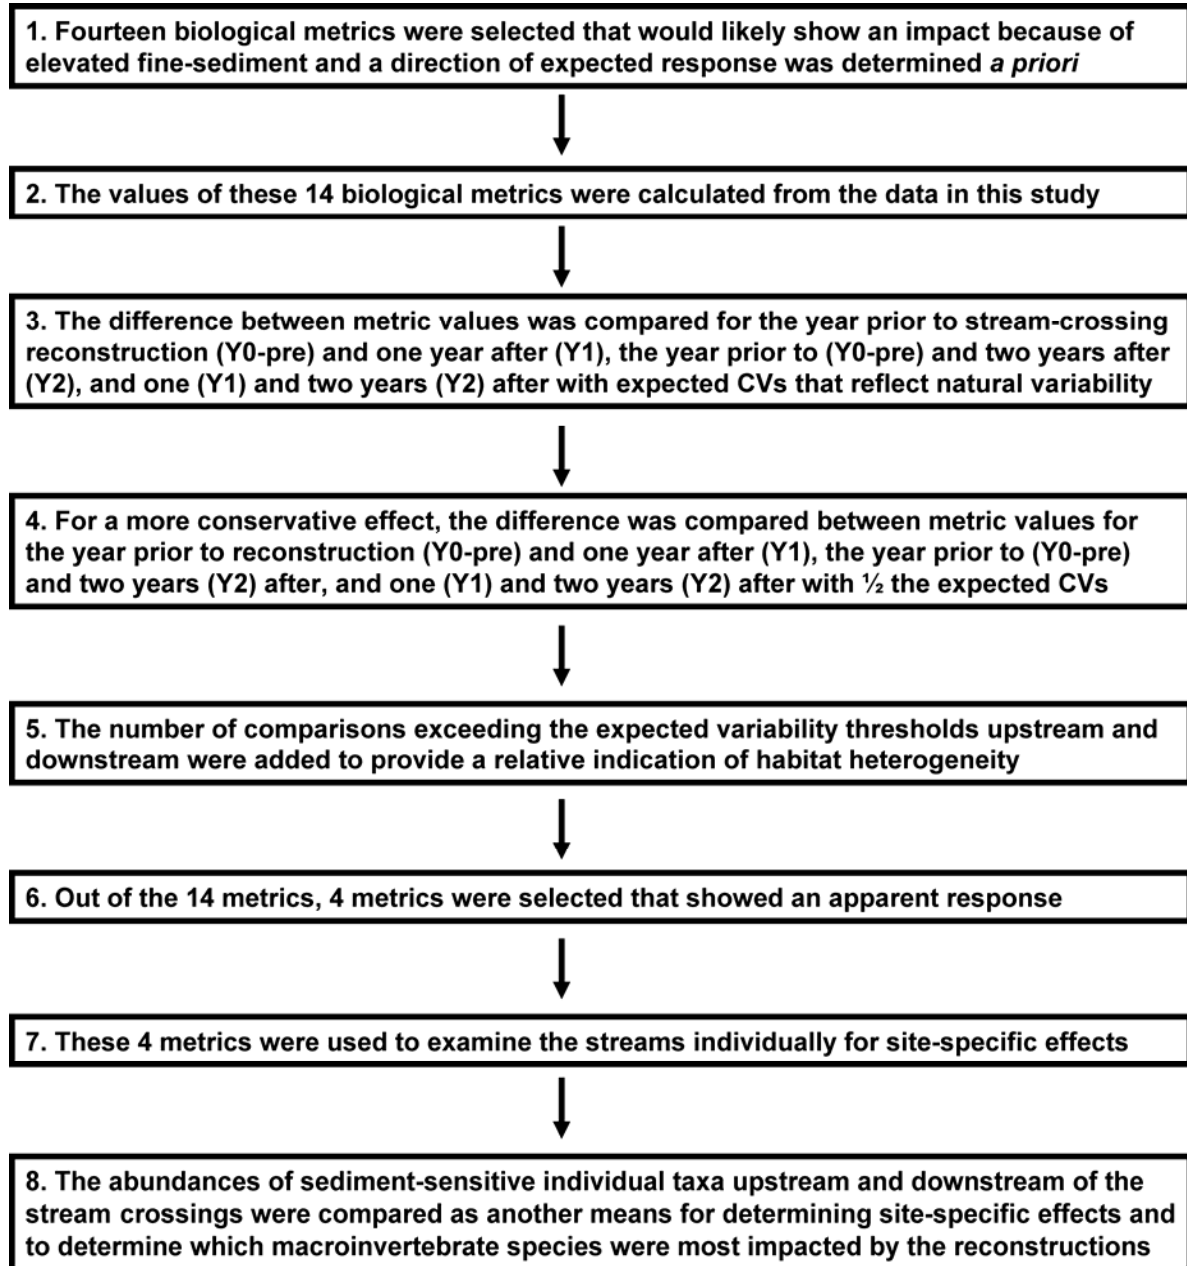 1. Fourteen biological metrics were selected that would likely show an impact because of
elevated fine-sediment and a direction of expected response was determined a priori
2. The values of these 14 biological metrics were calculated from the data in this study
3. The difference between metric values was compared for the year prior to stream-crossing
reconstruction (Y0-pre) and one year after (Y1), the year prior to (Y0-pre) and two years after
(Y2), and one (Y1) and two years (Y2) after with expected CVs that reflect natural variability
4. For a more conservative effect, the difference was compared between metric values for
the year prior to reconstruction (Y0-pre) and one year after (Y1), the year prior to (Y0-pre)
and two years (Y2) after, and one (Y1) and two years (Y2) after with ½ the expected CVs
5. The number of comparisons exceeding the expected variability thresholds upstream and
downstream were added to provide a relative indication of habitat heterogeneity
6. Out of the 14 metrics, 4 metrics were selected that showed an apparent response
7. These 4 metrics were used to examine the streams individually for site-specific effects
8. The abundances of sediment-sensitive individual taxa upstream and downstream of the
stream crossings were compared as another means for determining site-specific effects and
to determine which macroinvertebrate species were most impacted by the reconstructions